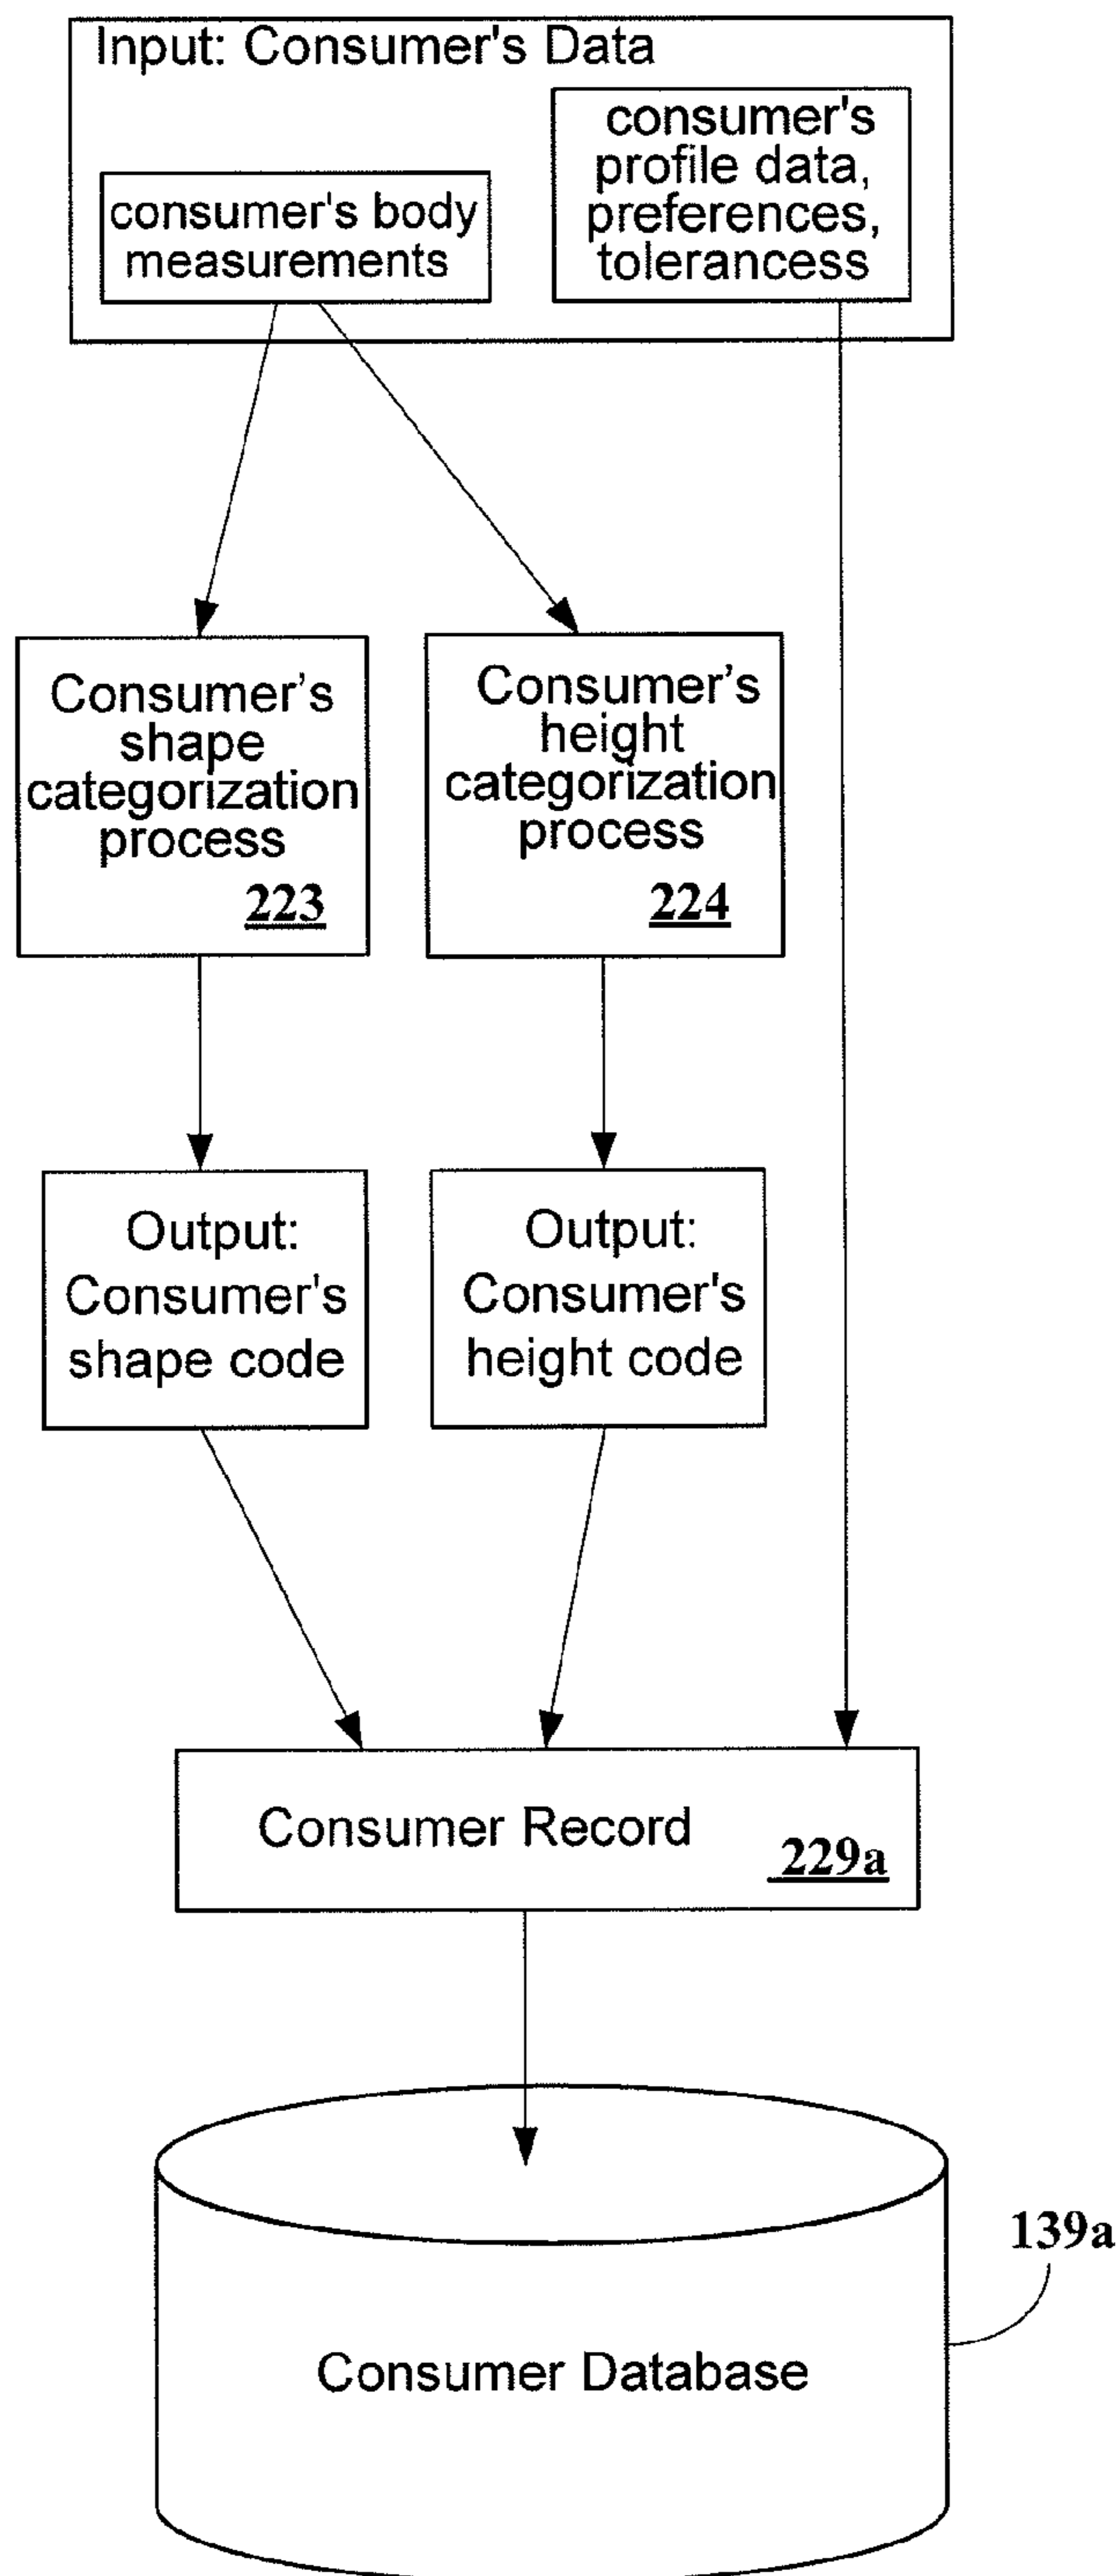 Input: Consumer's Data
consumer's body
measurements
consumer's
profile data,
preferences,
tolerancess
Consumer’s
shape
categorization
process
223
Consumer’s
height
categorization
process
224
Output:
Consumer's
shape code
Output:
Consumer's
height code
Consumer Record
229a
139a
Consumer Database